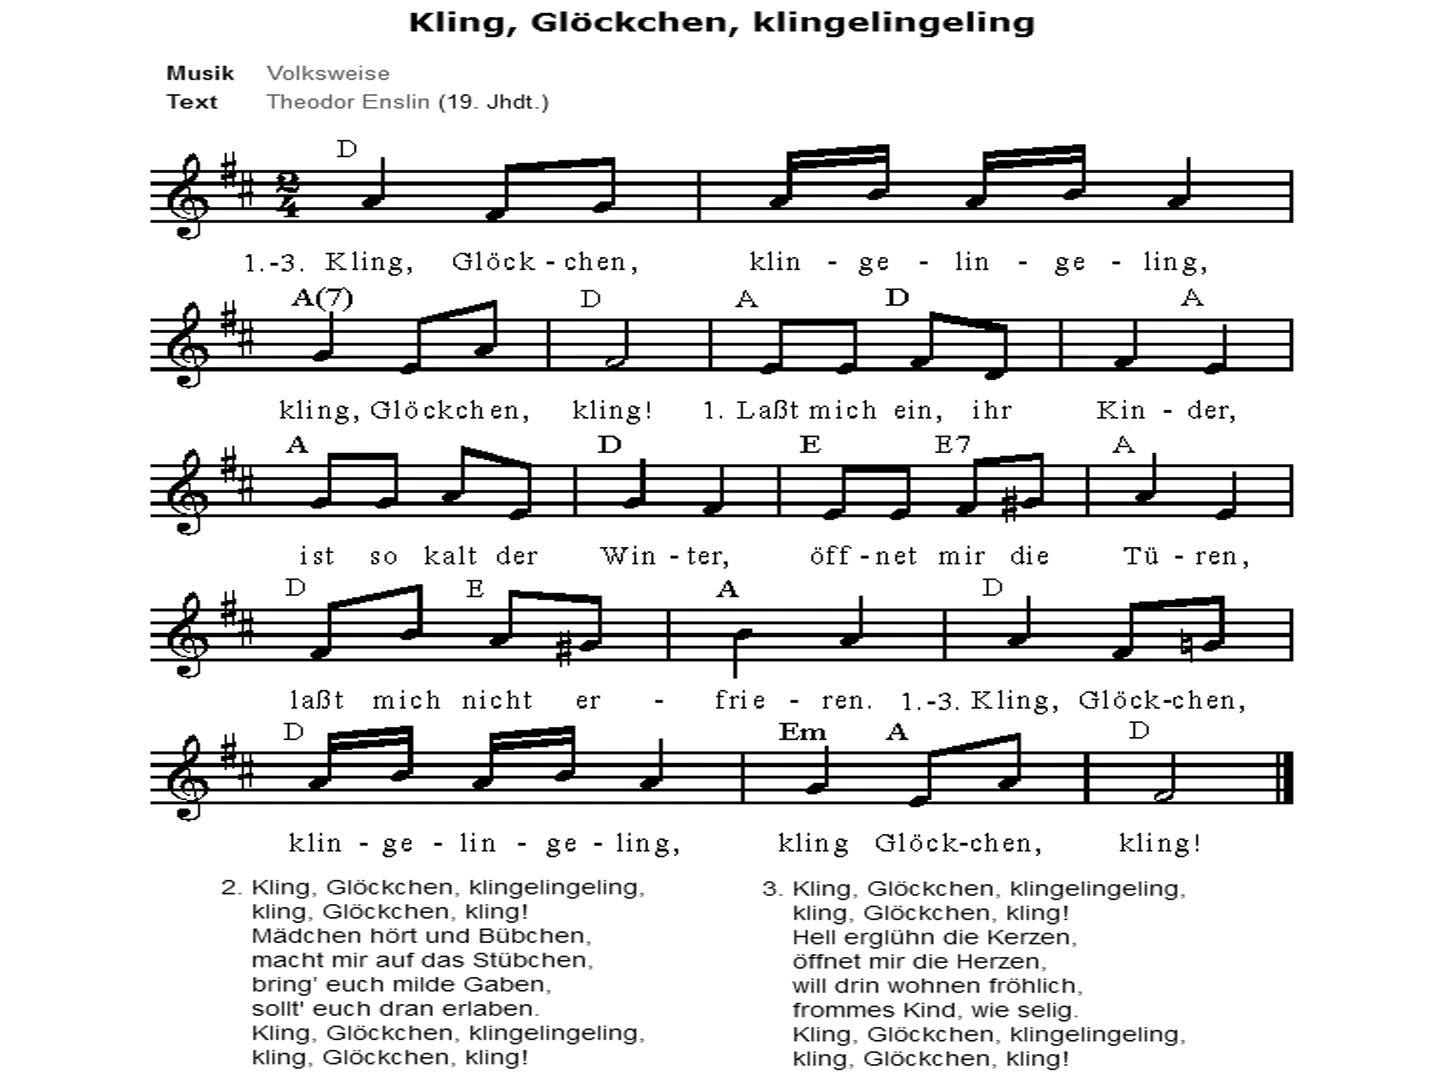 Kling, Glöckchen, klingelingeling
Musik Volksweise
Text Theodor Enslin (19. Jhdt.)
D
2/4
1.-3. Kling, Glöck - chen, klin - ge - lin - ge - ling,
A(7) D A D A
kling, Glöckchen, kling! 1. Laßt mich ein, ihr Kin - der,
A D E E7 A
ist so kalt der Win - ter, öff - net mir die Tü - ren,
D E A D
laßt mich nicht er - frie - ren. 1.-3. Kling, Glöck-chen,
D Em A D
klin - ge - lin - ge - ling, kling Glöck-chen, kling!
2. Kling, Glöckchen, klingelingeling,
kling, Glöckchen, kling!
Mädchen hört und Bübchen,
macht mir auf das Stübchen,
bring' euch milde Gaben,
sollt' euch dran erlaben.
Kling, Glöckchen, klingelingeling,
kling, Glöckchen, kling!
3. Kling, Glöckchen, klingelingeling,
kling, Glöckchen, kling!
Hell erglühn die Kerzen,
öffnet mir die Herzen,
will drin wohnen fröhlich,
frommes Kind, wie selig.
Kling, Glöckchen, klingelingeling,
kling, Glöckchen, kling!